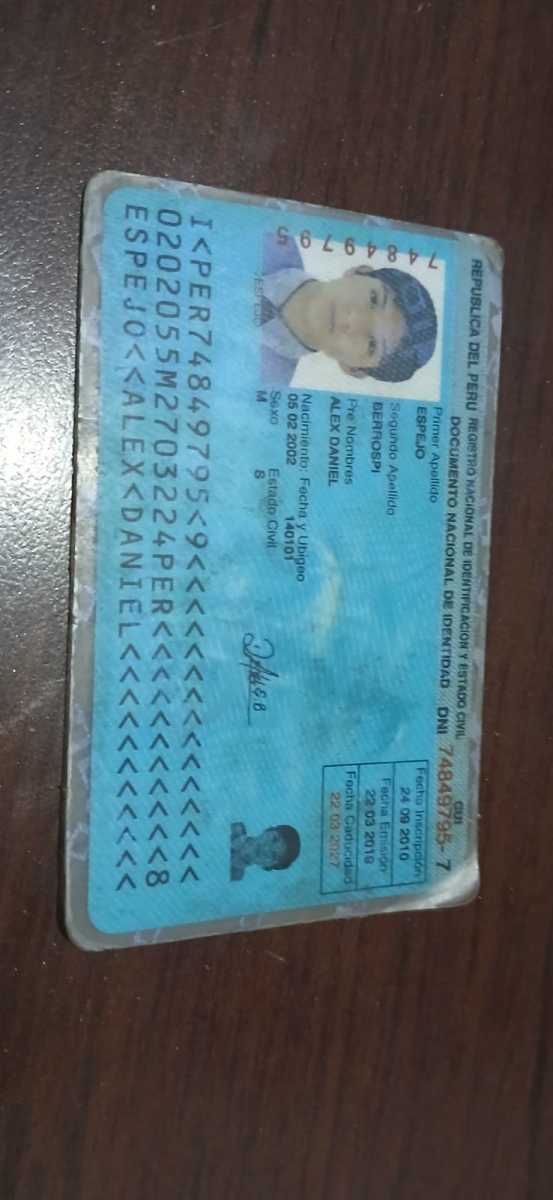 REPUBLICA DEL PERU REGISTRO NACIONAL DE IDENTIFICACION Y ESTADO CIVIL
DOCUMENTO NACIONAL DE IDENTIDAD DNI 74849795-7
CUI
74849795
Primer Apellido
ESPEJO
Segundo Apellido
BERROSPI
Pre Nombres
ALEX DANIEL
Nacimiento: Fecha y Ubigeo
05 02 2002 140101
Sexo Estado Civil
M S
Fecha Inscripción
24 09 2010
Fecha Emisión
22 03 2019
Fecha Caducidad
22 03 2027
I<PER74849795<9<<<<<<<<<<<<<<<
0202055M2703224PER<<<<<<<<<<<8
ESPEJO<<ALEX<DANIEL<<<<<<<<<<<